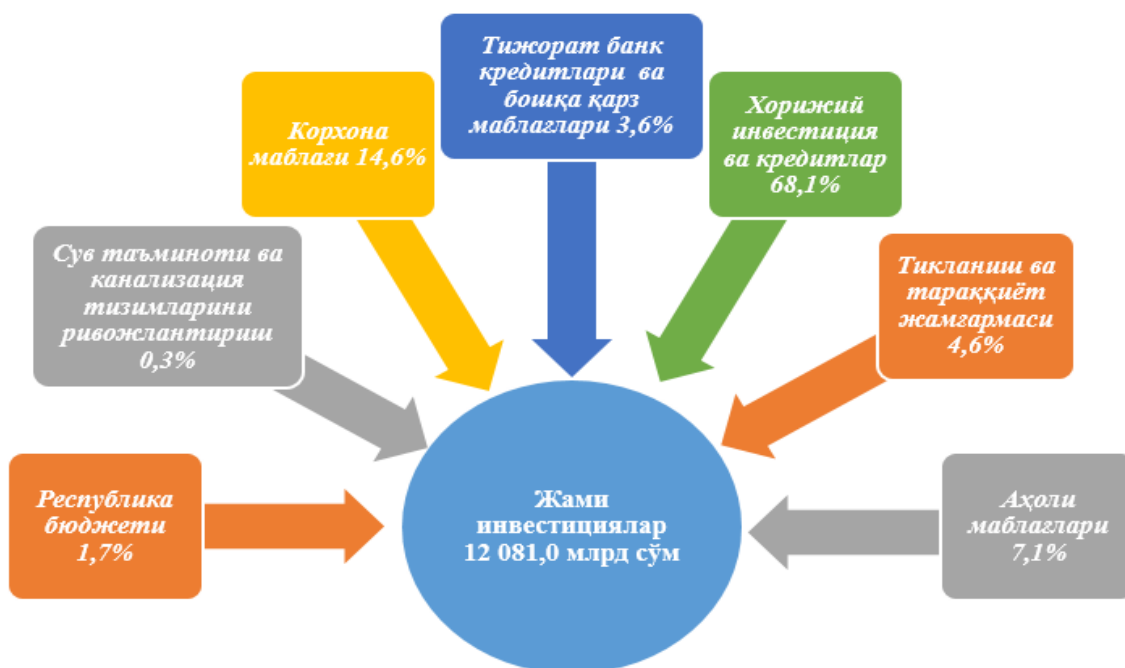 Тижорат банк
кредитлари ва
бошқа қарз
маблағлари 3,6%
Корхона
маблағи 14,6%
Хорижий
инвестиция
ва кредитлар
68,1%
Сув таъминоти ва
канализация
тизимларини
ривожлантириш
0,3%
Тикланиш ва
тараққиёт
жамғармаси
4,6%
Республика
бюджети
1,7%
Жами
инвестициялар
12 081,0 млрд сўм
Аҳоли
маблағлари
7,1%